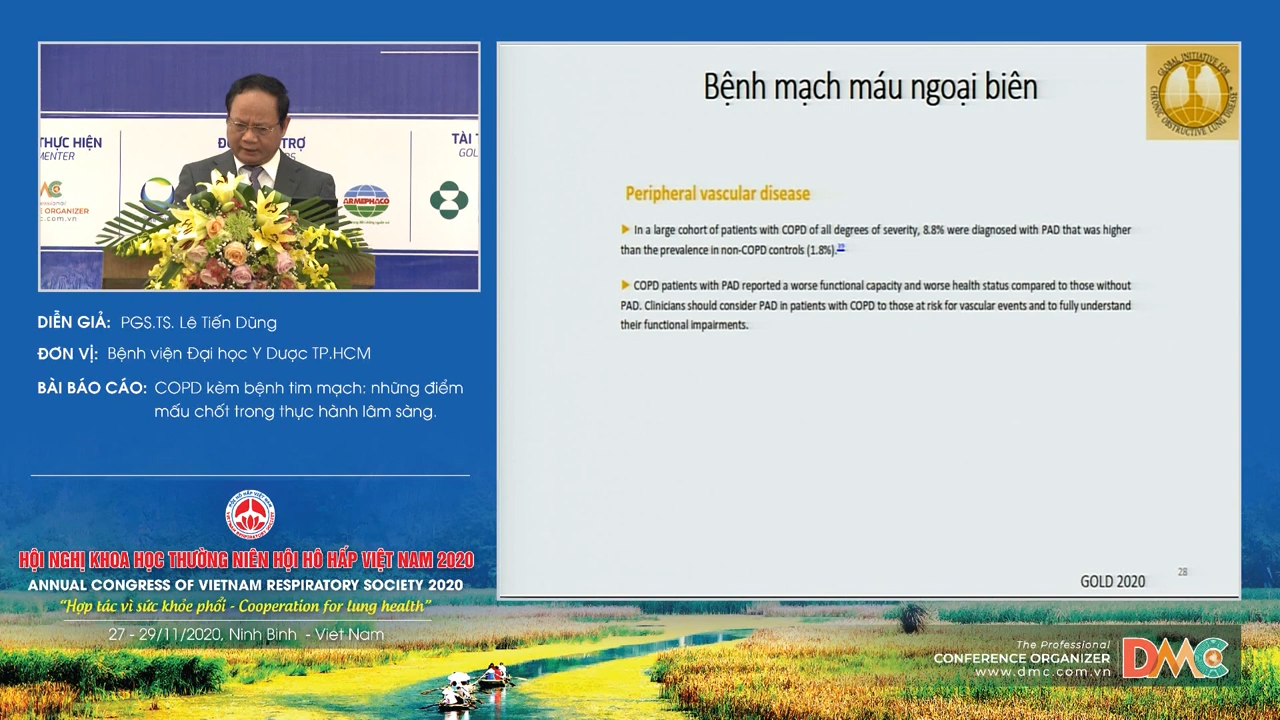 THỰC HIỆN
MENTER
TÀI T
GOL
ARMEPHACO
E ORGANIZER
c.com.vn
DIỄN GIẢ: PGS.TS. Lê Tiến Dũng
ĐƠN VỊ: Bệnh viện Đại học Y Dược TP.HCM
BÀI BÁO CÁO: COPD kèm bệnh tim mạch: những điểm
mấu chốt trong thực hành lâm sàng.
HỘI NGHỊ KHOA HỌC THƯỜNG NIÊN HỘI HÔ HẤP VIỆT NAM 2020
ANNUAL CONGRESS OF VIETNAM RESPIRATORY SOCIETY 2020
“Hợp tác vì sức khỏe phổi - Cooperation for lung health”
27 - 29/11/2020, Ninh Bình - Việt Nam
Bệnh mạch máu ngoại biên
GLOBAL INITIATIVE FOR
CHRONIC OBSTRUCTIVE LUNG DISEASE
Peripheral vascular disease
In a large cohort of patients with COPD of all degrees of severity, 8.8% were diagnosed with PAD that was higher
than the prevalence in non-COPD controls (1.8%).
COPD patients with PAD reported a worse functional capacity and worse health status compared to those without
PAD. Clinicians should consider PAD in patients with COPD to those at risk for vascular events and to fully understand
their functional impairments.
GOLD 2020
28
The Professional
CONFERENCE ORGANIZER
www.dmc.com.vn
DMC